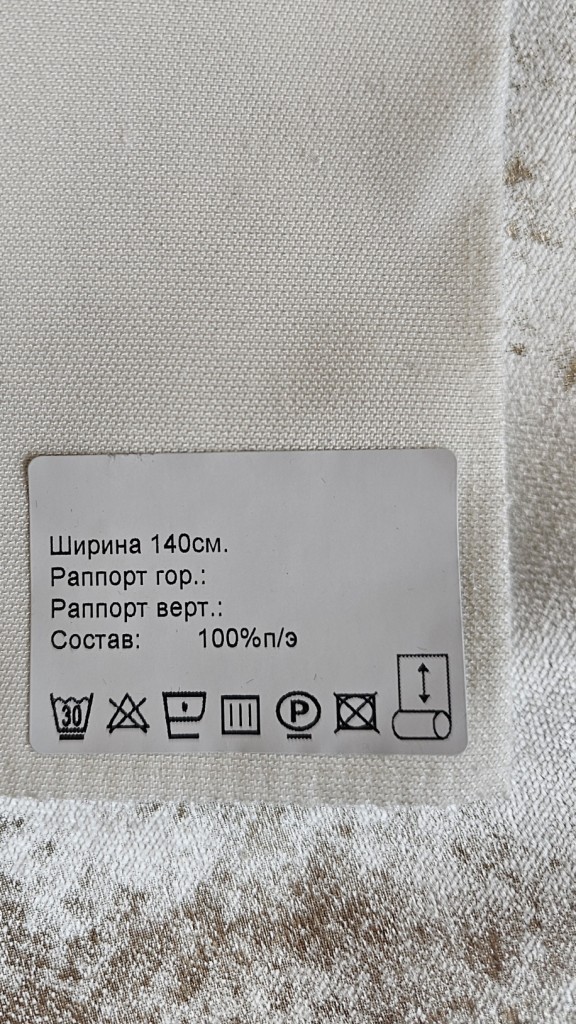 Ширина 140см.
Раппорт гор.:
Раппорт верт.:
Состав: 100%п/э
30 P